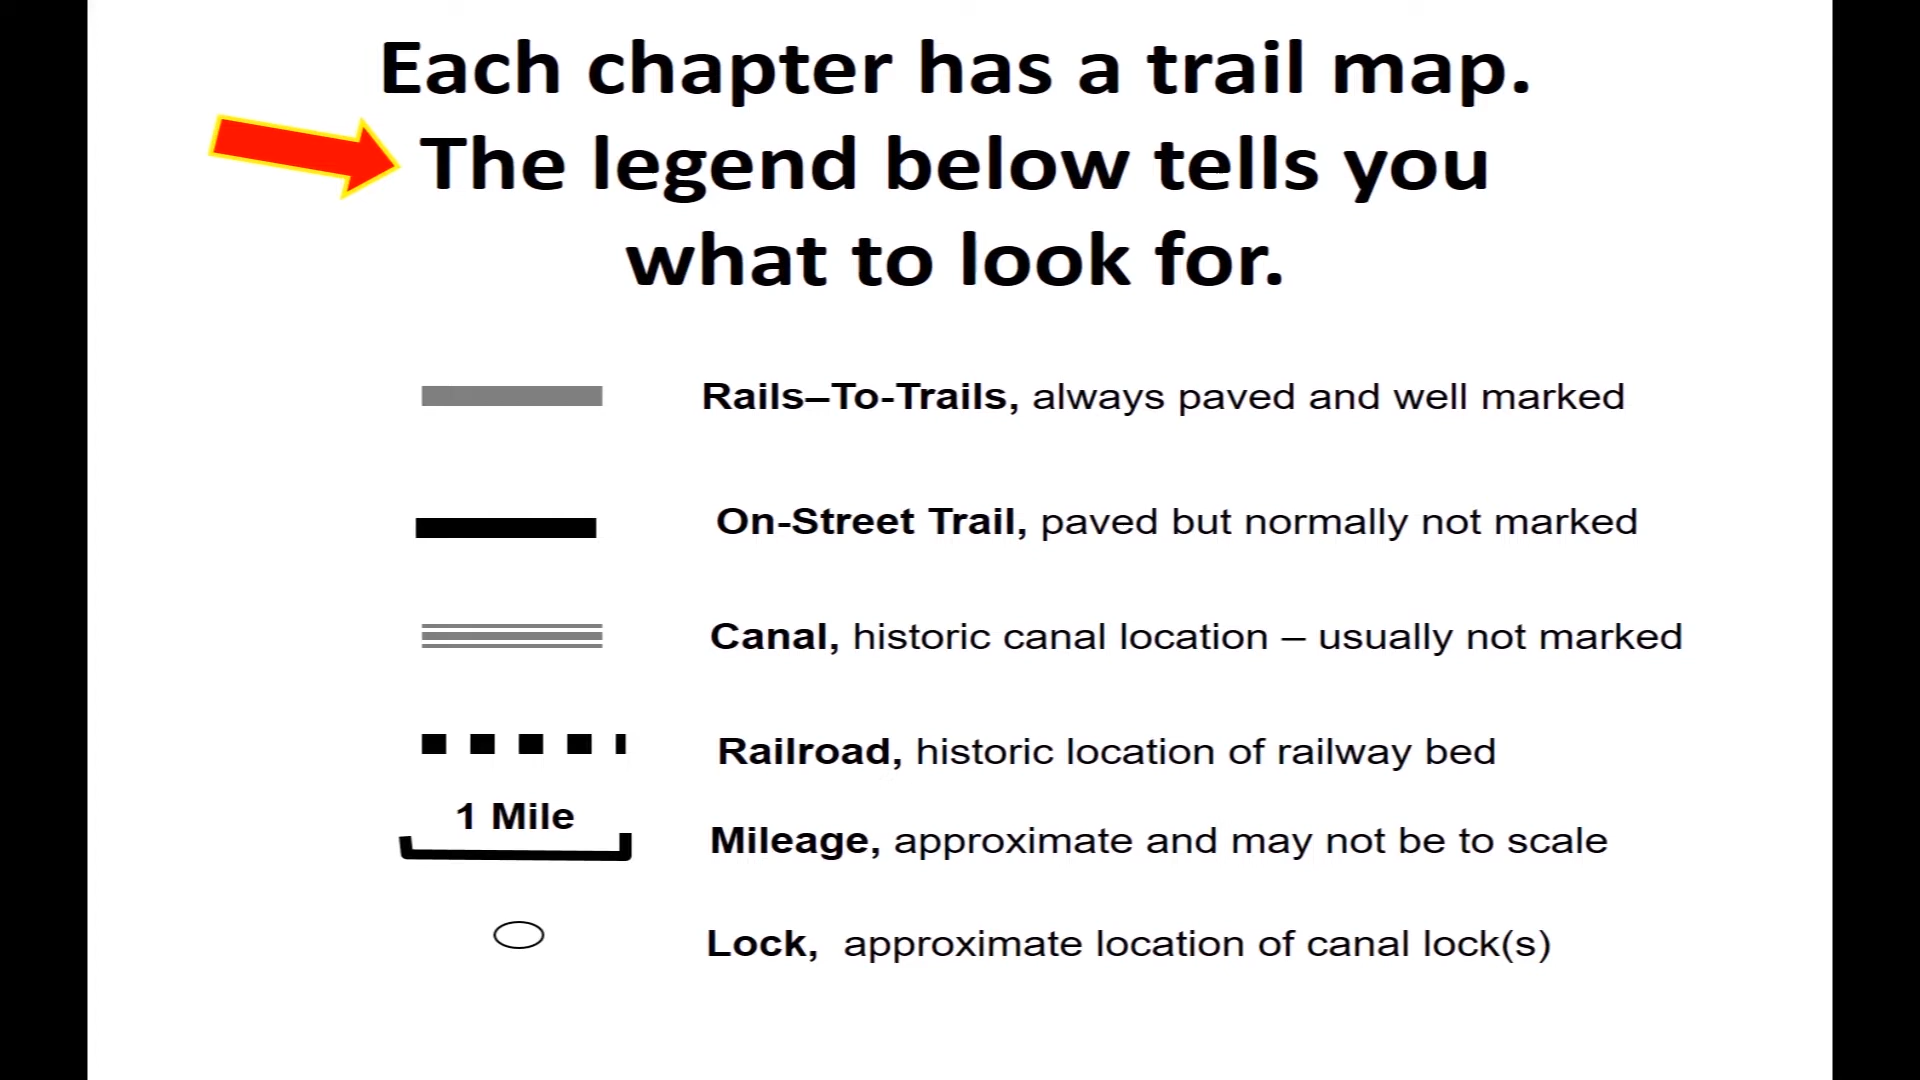 Each chapter has a trail map.
The legend below tells you
what to look for.
Rails–To-Trails, always paved and well marked
On-Street Trail, paved but normally not marked
Canal, historic canal location – usually not marked
Railroad, historic location of railway bed
1 Mile
Mileage, approximate and may not be to scale
Lock, approximate location of canal lock(s)